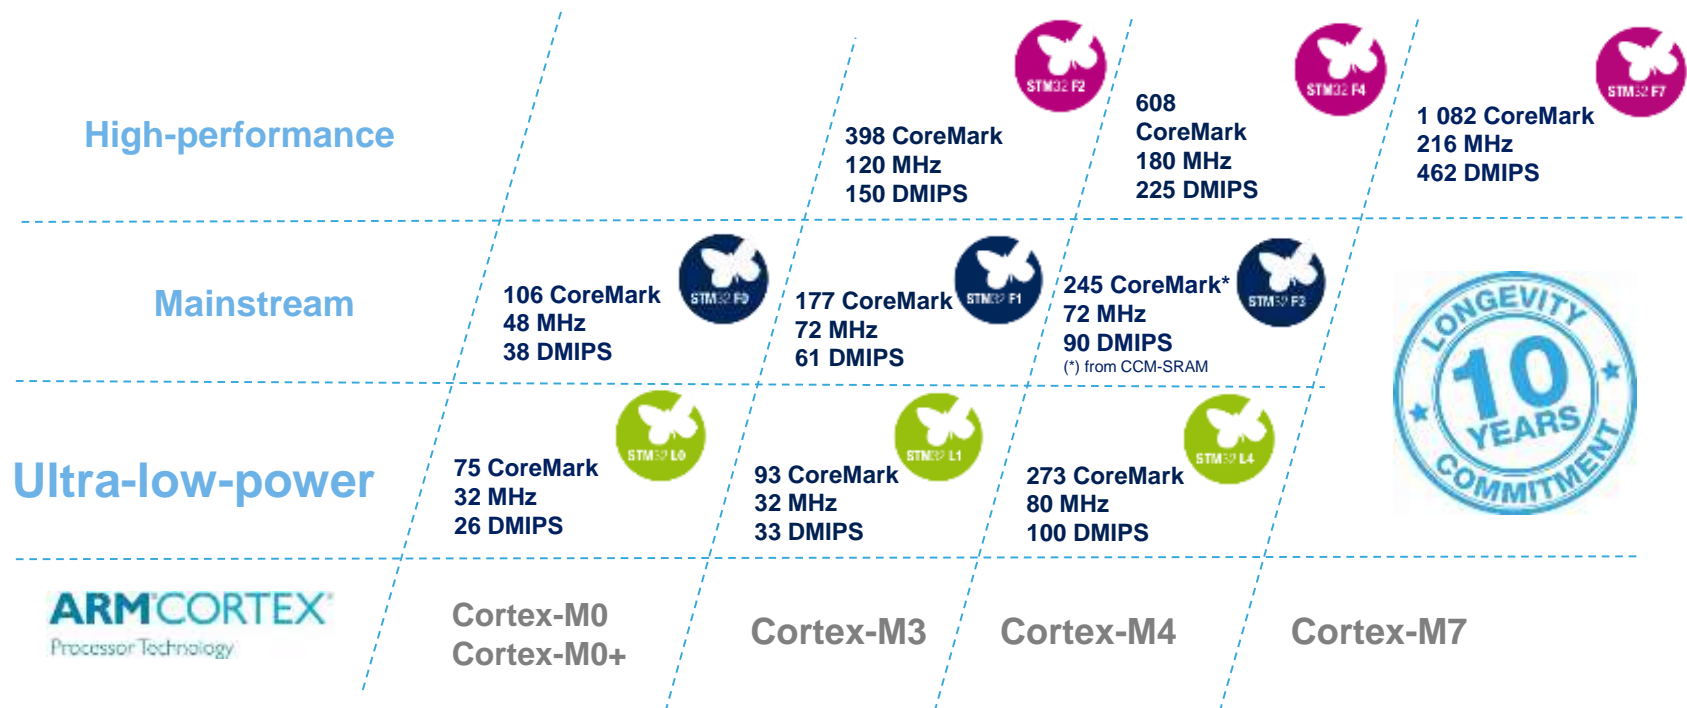 High-performance
398 CoreMark
120 MHz
150 DMIPS
STM32 F2
608
CoreMark
180 MHz
225 DMIPS
STM32 F4
1 082 CoreMark
216 MHz
462 DMIPS
STM32 F7
Mainstream
106 CoreMark
48 MHz
38 DMIPS
STM32 F0
177 CoreMark
72 MHz
61 DMIPS
STM32 F1
245 CoreMark*
72 MHz
90 DMIPS
(*) from CCM-SRAM
STM32 F3
LONGEVITY
10
YEARS
COMMITMENT
Ultra-low-power
75 CoreMark
32 MHz
26 DMIPS
STM32 L0
93 CoreMark
32 MHz
33 DMIPS
STM32 L1
273 CoreMark
80 MHz
100 DMIPS
STM32 L4
ARM®CORTEX®
Processor Technology
Cortex-M0
Cortex-M0+
Cortex-M3
Cortex-M4
Cortex-M7